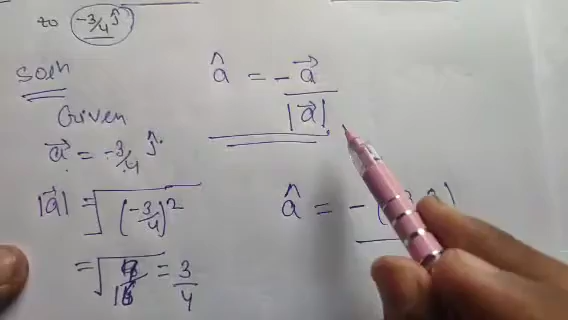 to -3/4 ĵ
Soln
Given
a⃗ = -3/4 ĵ
|a⃗| = √(-3/4)²
= √9/16 = 3/4
â = - a⃗/|a⃗|
â = - (